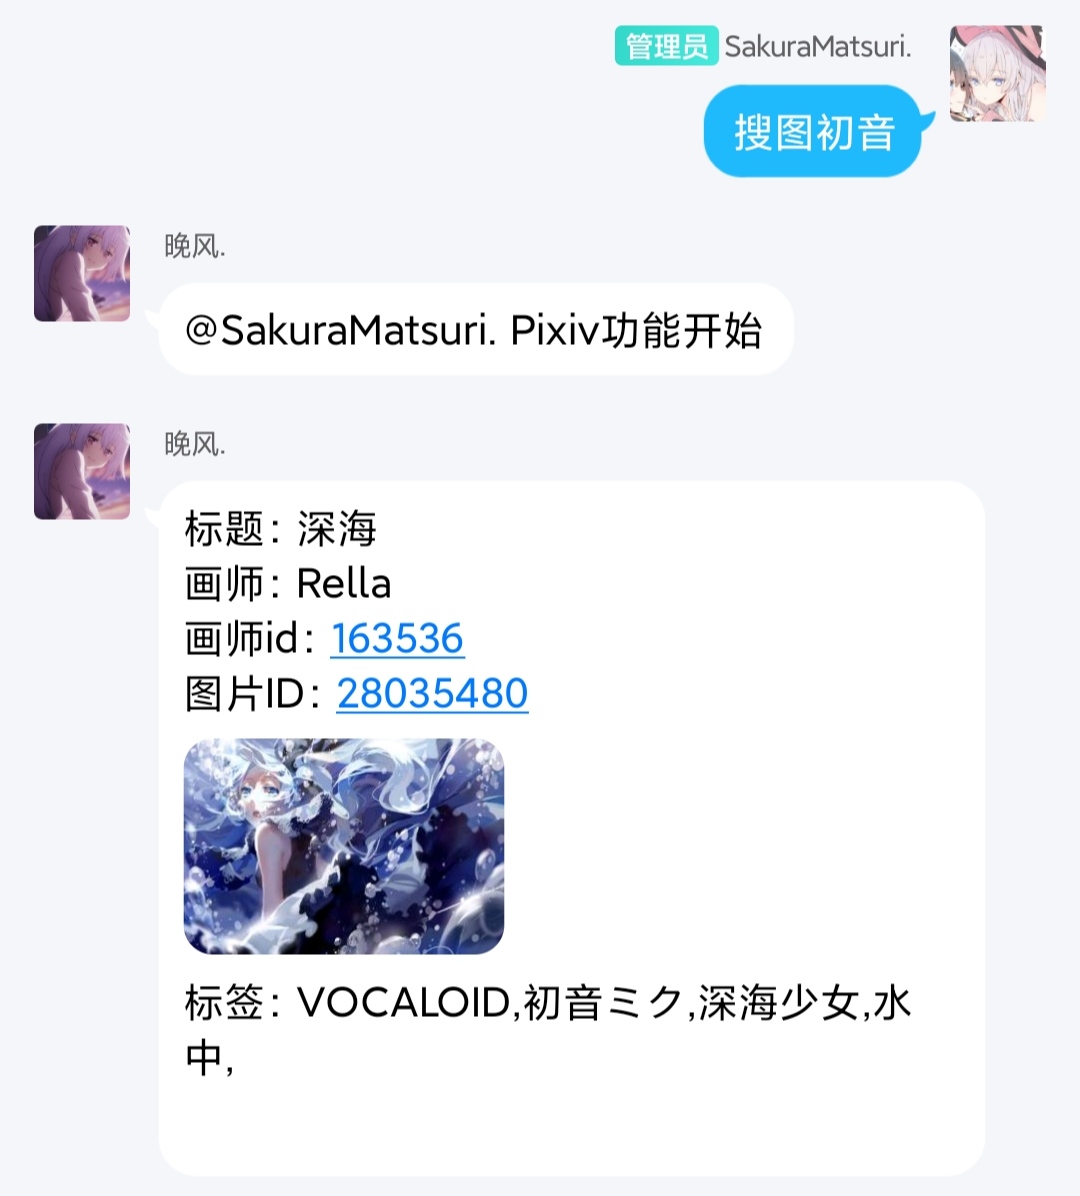 管理员 SakuraMatsuri.
搜图初音
晚风.
@SakuraMatsuri. Pixiv功能开始
晚风.
标题：深海
画师：Rella
画师id：163536
图片ID：28035480
标签：VOCALOID,初音ミク,深海少女,水
中,